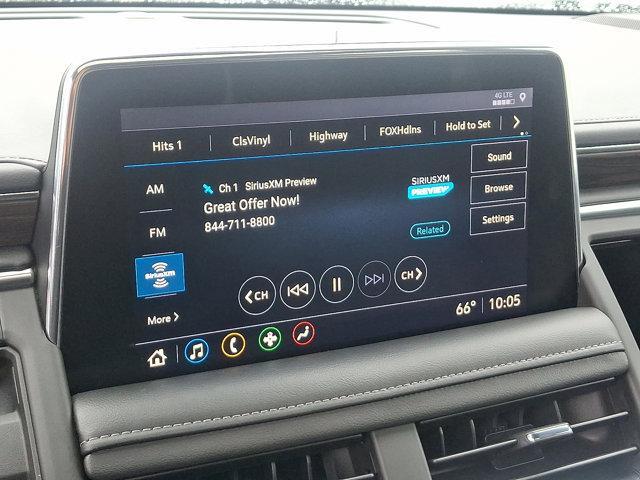 4G LTE
Hits 1 ClsVinyl Highway FOXHdlns Hold to Set
AM
Ch 1 SiriusXM Preview
SIRIUSXM
PREVIEW
Sound
Great Offer Now!
Browse
844-711-8800
FM
Related
Settings
SiriusXM
CH CH
More
66° 10:05